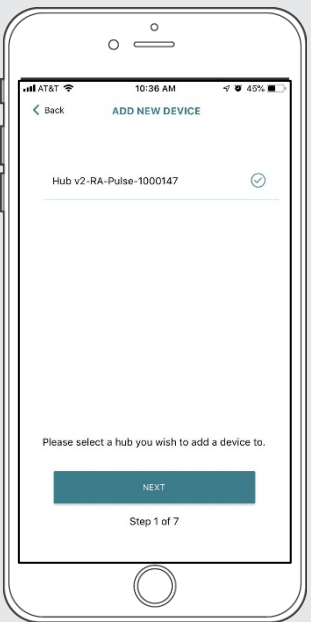 AT&T 10:36 AM 45%
Back ADD NEW DEVICE
Hub v2-RA-Pulse-1000147
Please select a hub you wish to add a device to.
NEXT
Step 1 of 7